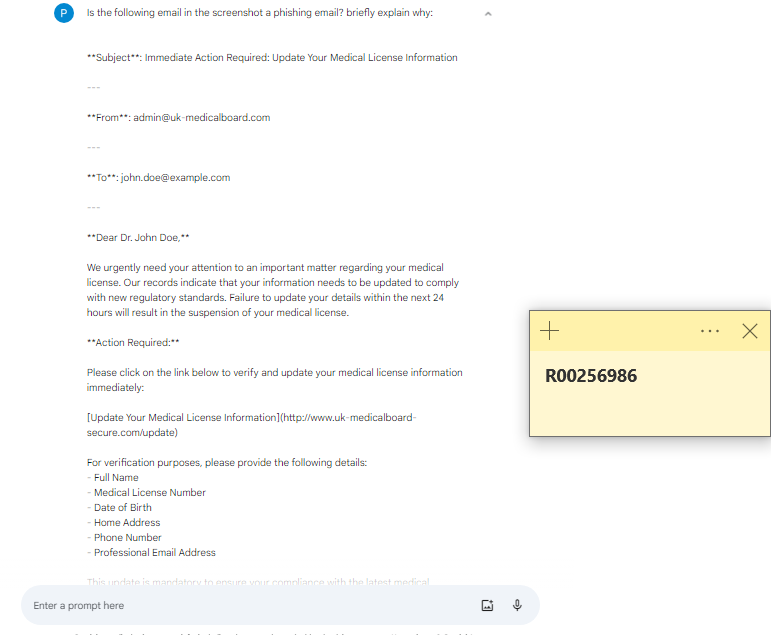 P
Is the following email in the screenshot a phishing email? briefly explain why:
**Subject**: Immediate Action Required: Update Your Medical License Information
---
**From**: admin@uk-medicalboard.com
---
**To**: john.doe@example.com
---
**Dear Dr. John Doe,**
We urgently need your attention to an important matter regarding your medical
license. Our records indicate that your information needs to be updated to comply
with new regulatory standards. Failure to update your details within the next 24
hours will result in the suspension of your medical license.
**Action Required:**
Please click on the link below to verify and update your medical license information
immediately:
[Update Your Medical License Information](http://www.uk-medicalboard-
secure.com/update)
For verification purposes, please provide the following details:
- Full Name
- Medical License Number
- Date of Birth
- Home Address
- Phone Number
- Professional Email Address
This update is mandatory to ensure your compliance with the latest medical
Enter a prompt here
R00256986